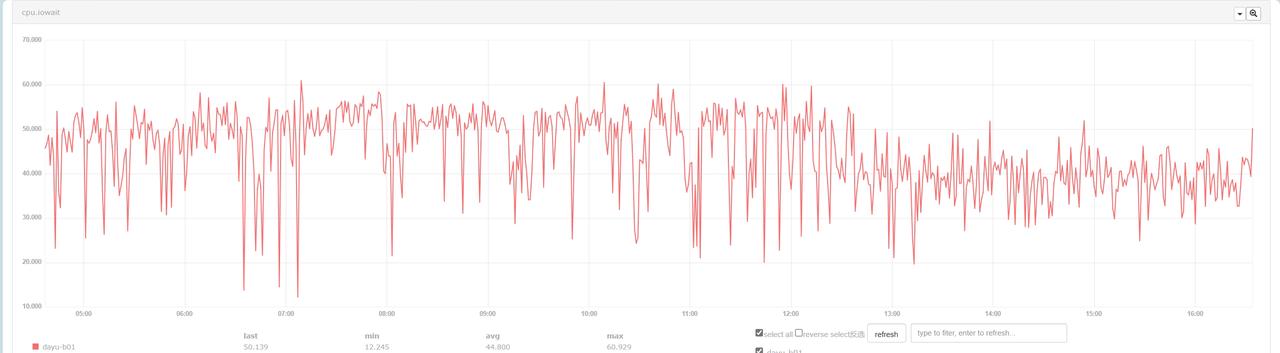 cpu.iowait
70,000
60,000
50,000
40,000
30,000
20,000
10,000
05:00 06:00 07:00 08:00 09:00 10:00 11:00 12:00 13:00 14:00 15:00 16:00
last min avg max
dayu-b01 50.139 12.245 44.800 60.929
select all reverse select反选 refresh type to filter, enter to refresh...
dayu-b01